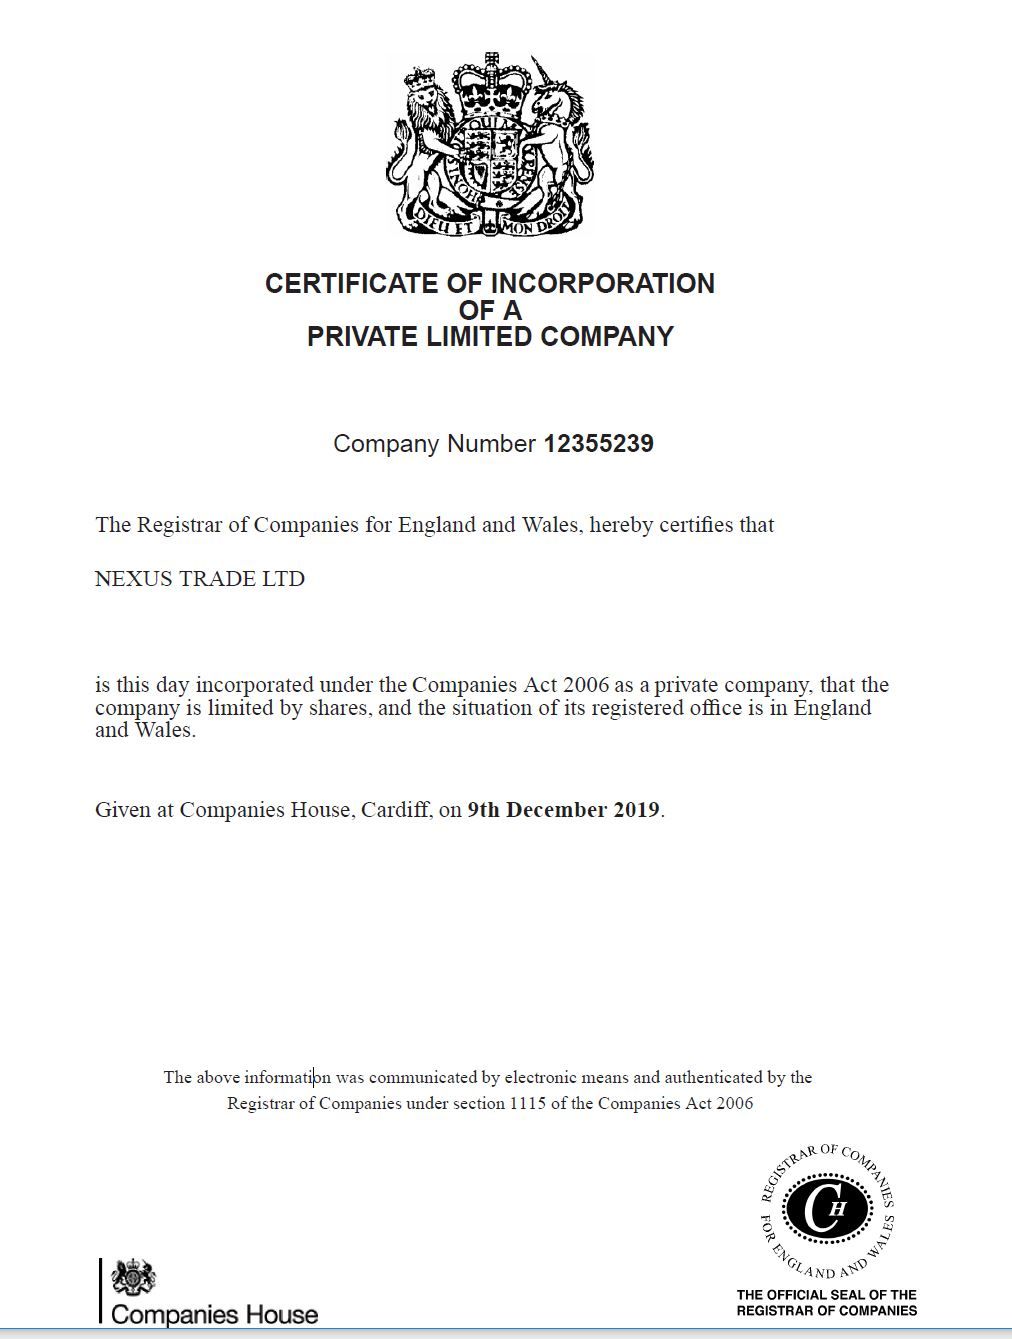 QUI
HONI
PENSE
DIEU ET MON DROIT
CERTIFICATE OF INCORPORATION
OF A
PRIVATE LIMITED COMPANY
Company Number 12355239
The Registrar of Companies for England and Wales, hereby certifies that
NEXUS TRADE LTD
is this day incorporated under the Companies Act 2006 as a private company, that the
company is limited by shares, and the situation of its registered office is in England
and Wales.
Given at Companies House, Cardiff, on 9th December 2019.
The above information was communicated by electronic means and authenticated by the
Registrar of Companies under section 1115 of the Companies Act 2006
REGISTRAR OF COMPANIES
FOR ENGLAND AND WALES
CH
THE OFFICIAL SEAL OF THE
REGISTRAR OF COMPANIES
Companies House